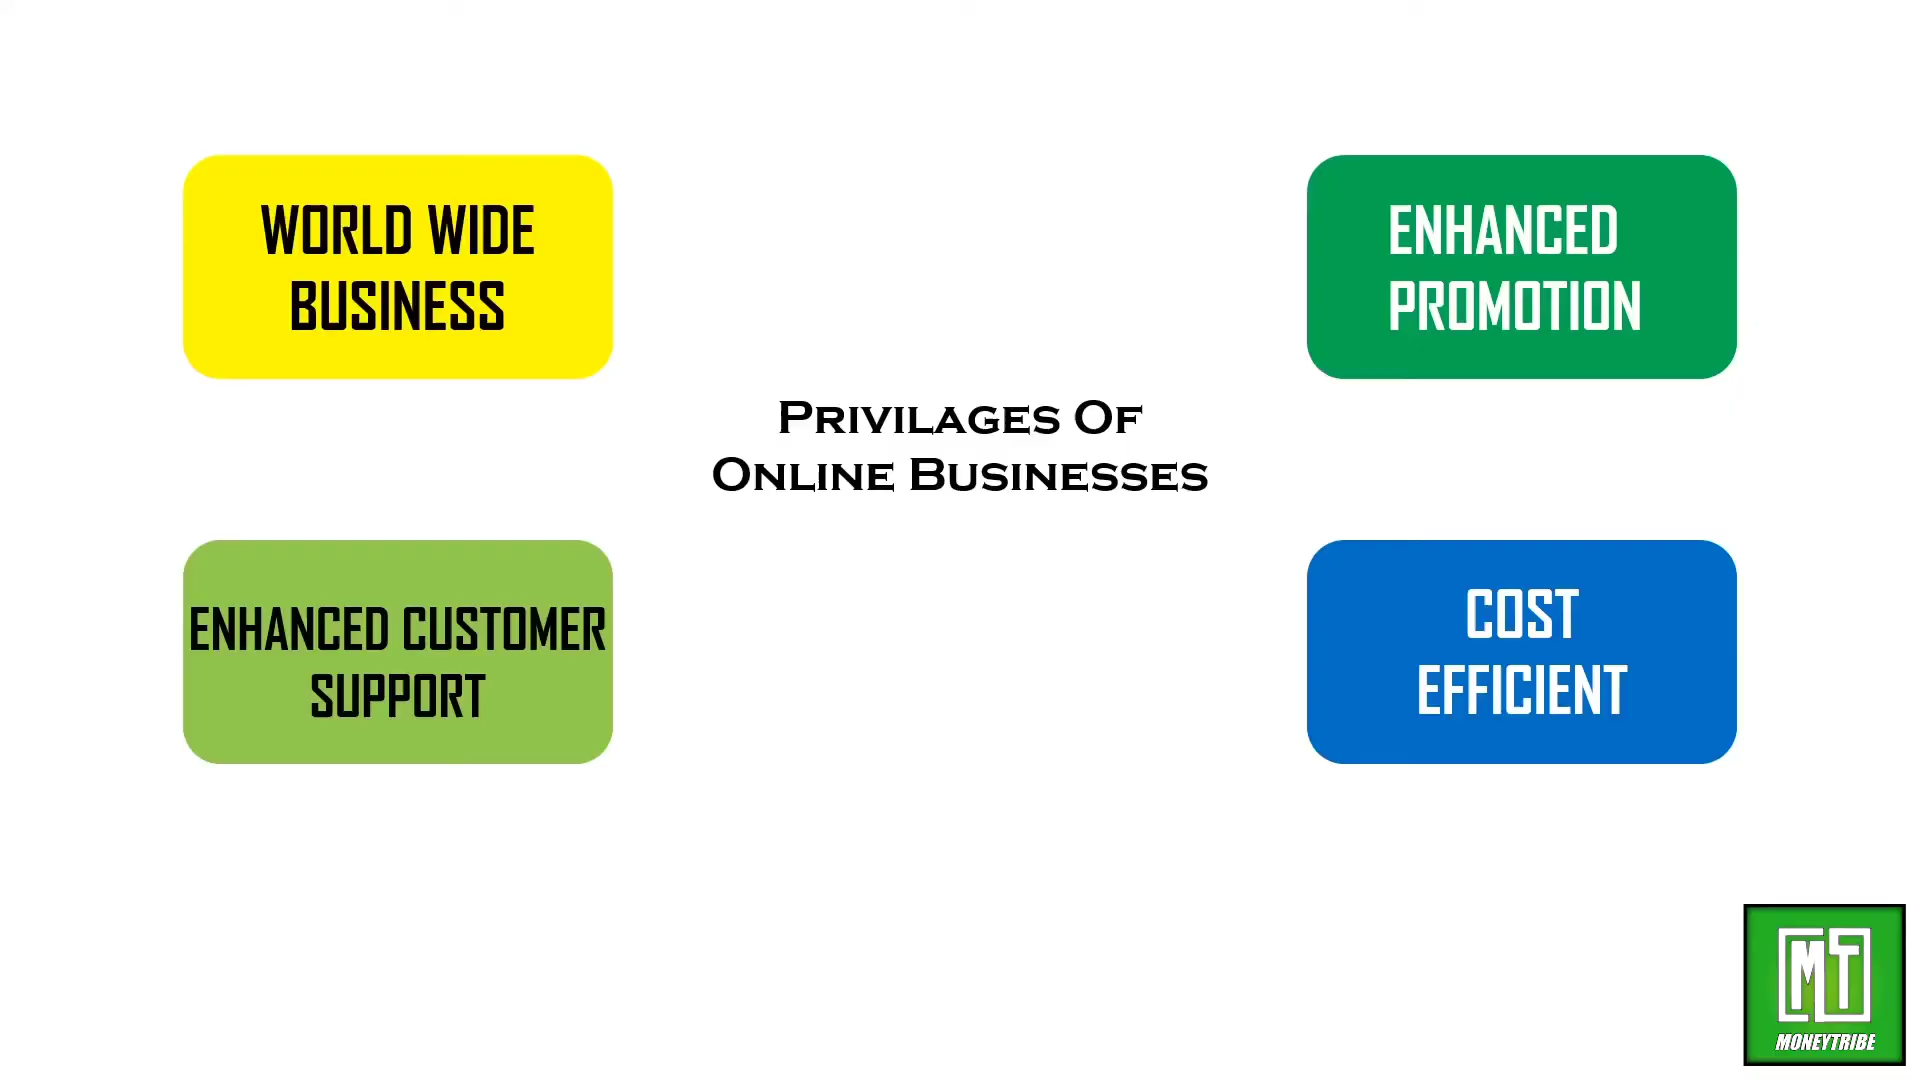 WORLD WIDE
BUSINESS
ENHANCED
PROMOTION
PRIVILAGES OF
ONLINE BUSINESSES
ENHANCED CUSTOMER
SUPPORT
COST
EFFICIENT
MT
MONEYTRIBE